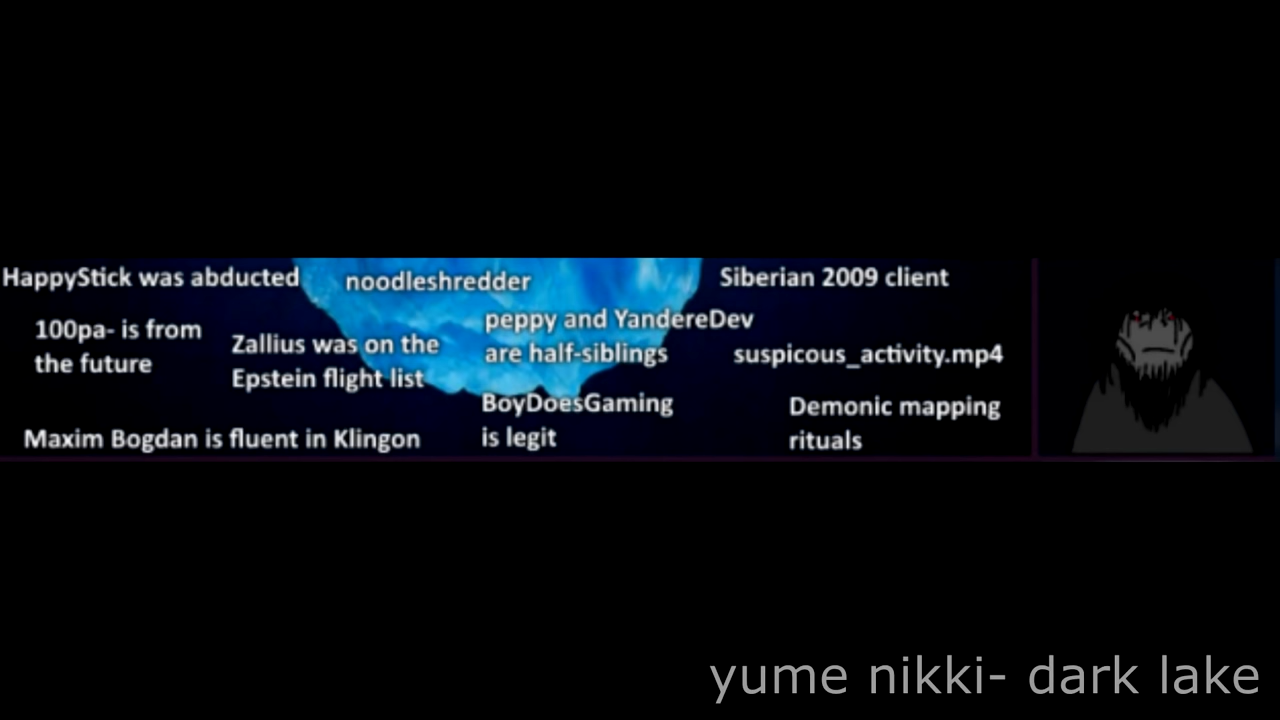 HappyStick was abducted
noodleshredder
Siberian 2009 client
100pa- is from
the future
Zallius was on the
Epstein flight list
peppy and YandereDev
are half-siblings
suspicous_activity.mp4
BoyDoesGaming
is legit
Demonic mapping
rituals
Maxim Bogdan is fluent in Klingon
yume nikki- dark lake